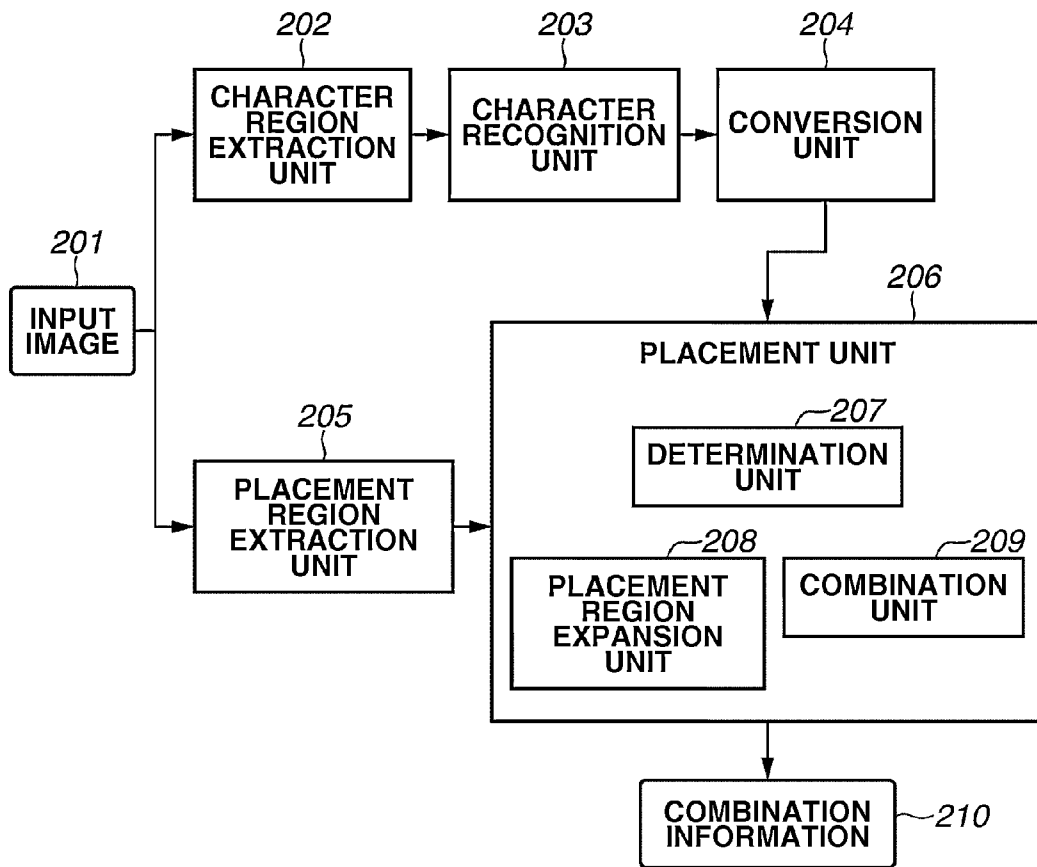 202
CHARACTER
REGION
EXTRACTION
UNIT
203
CHARACTER
RECOGNITION
UNIT
204
CONVERSION
UNIT
201
INPUT
IMAGE
206
PLACEMENT UNIT
207
DETERMINATION
UNIT
205
PLACEMENT
REGION
EXTRACTION
UNIT
208
PLACEMENT
REGION
EXPANSION
UNIT
209
COMBINATION
UNIT
COMBINATION
INFORMATION
210